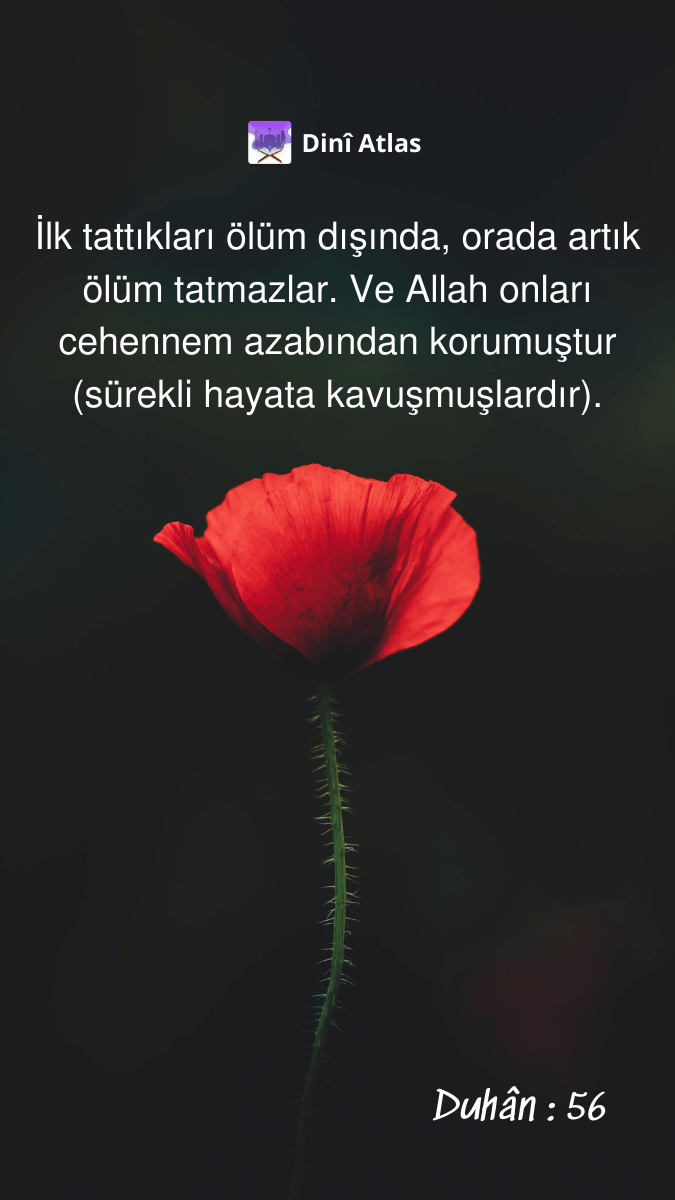 Dinî Atlas
İlk tattıkları ölüm dışında, orada artık
ölüm tatmazlar. Ve Allah onları
cehennem azabından korumuştur
(sürekli hayata kavuşmuşlardır).
Duhân : 56